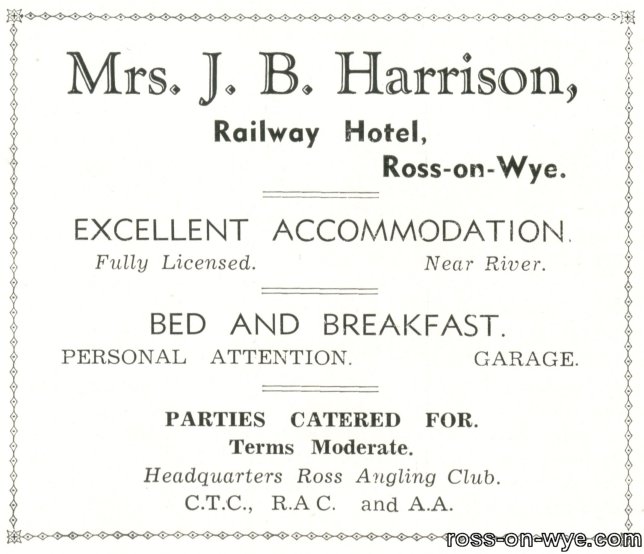 Mrs. J. B. Harrison,
Railway Hotel,
Ross-on-Wye.
EXCELLENT ACCOMMODATION.
Fully Licensed. Near River.
BED AND BREAKFAST.
PERSONAL ATTENTION. GARAGE.
PARTIES CATERED FOR.
Terms Moderate.
Headquarters Ross Angling Club.
C.T.C., R.A C. and A.A.
ross-on-wye.com